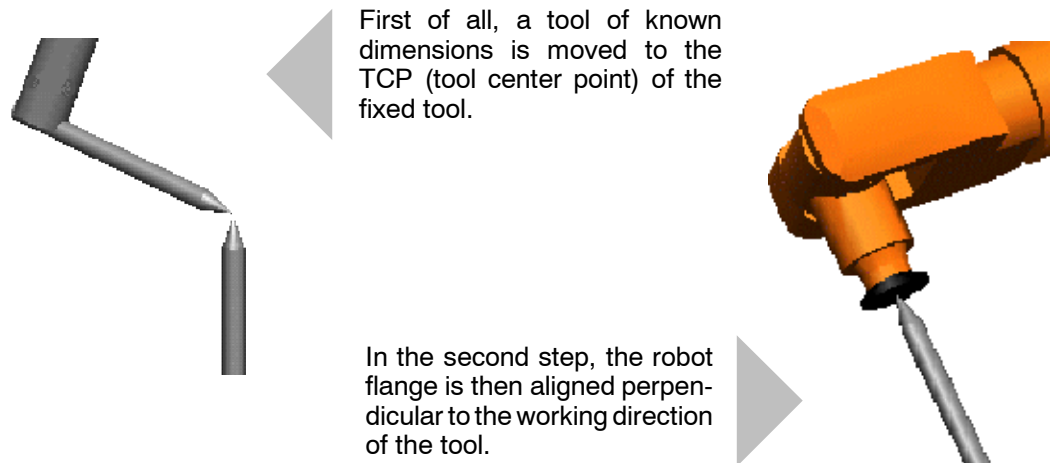 First of all, a tool of known
dimensions is moved to the
TCP (tool center point) of the
fixed tool.
In the second step, the robot
flange is then aligned perpen-
dicular to the working direction
of the tool.